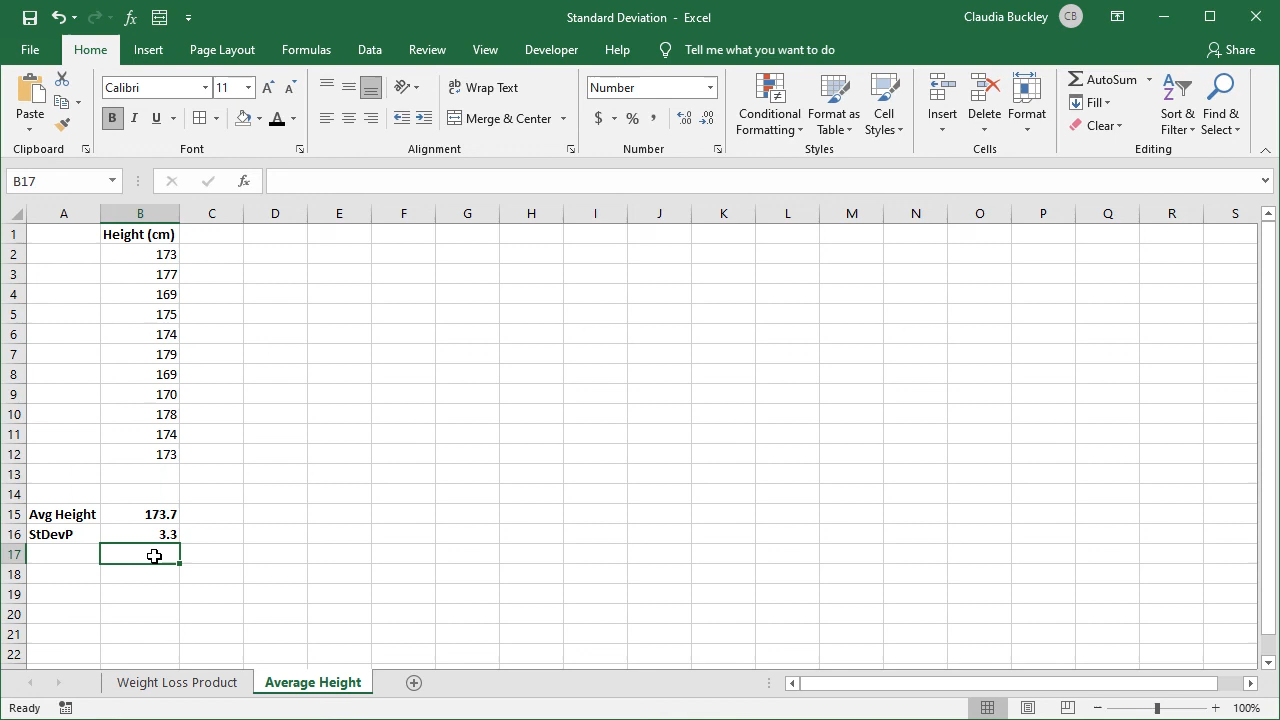 Standard Deviation - Excel
Claudia Buckley
CB
File Home Insert Page Layout Formulas Data Review View Developer Help Tell me what you want to do Share
Paste
Clipboard
Calibri 11
B I U A
Font
Wrap Text
Merge & Center
Alignment
Number
$ % ,
Number
Conditional Formatting
Format as Table
Cell Styles
Styles
Insert Delete Format
Cells
AutoSum
Fill
Clear
Sort & Filter
Find & Select
Editing
B17 fx
A B C D E F G H I J K L M N O P Q R S
1 Height (cm)
2 173
3 177
4 169
5 175
6 174
7 179
8 169
9 170
10 178
11 174
12 173
13
14
15 Avg Height 173.7
16 StDevP 3.3
17
18
19
20
21
22
Weight Loss Product Average Height
Ready 100%